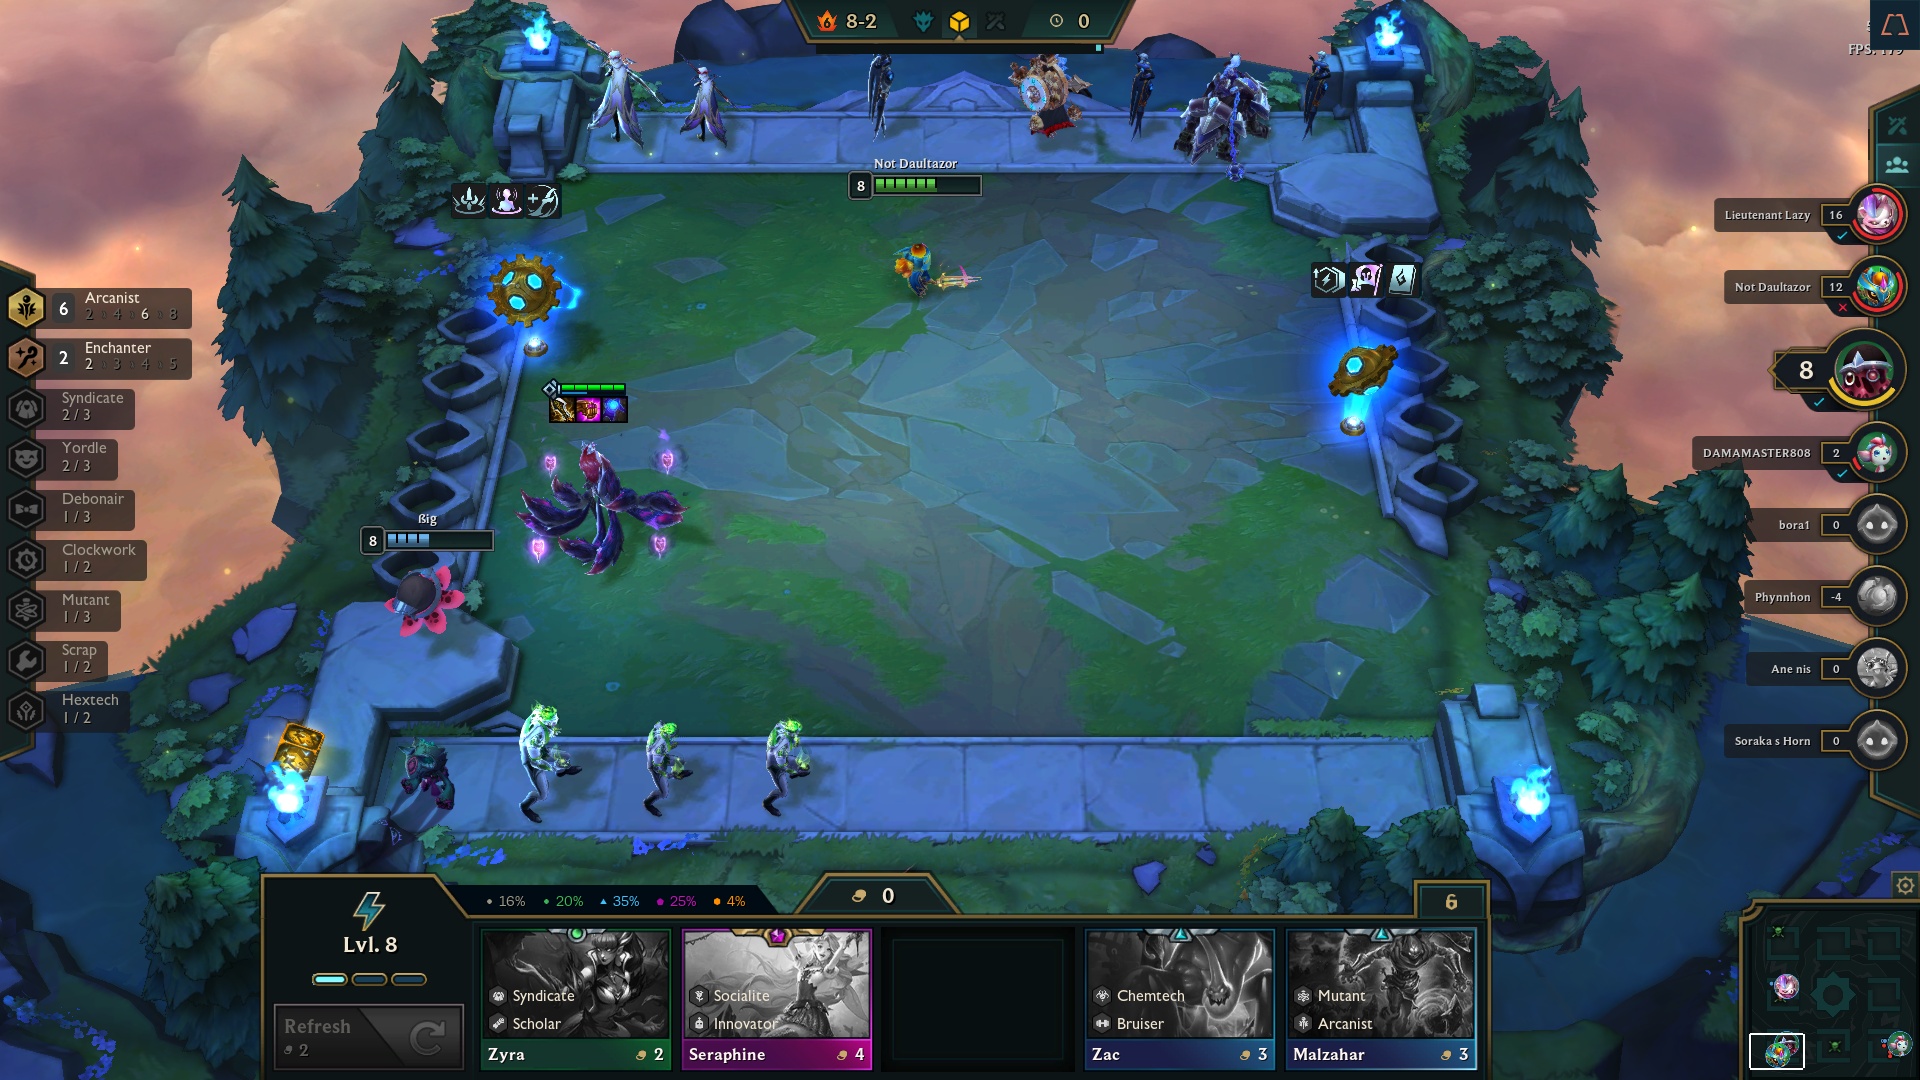 6
8-2
0
FPS:
Not Daultazor
8
Lieutenant Lazy
16
Not Daultazor
12
8
DAMAMASTER808
2
bora1
0
Phynnhon
-4
Ane nis
0
Soraka s Horn
0
6
Arcanist
2 4 6 8
2
Enchanter
2 3 4 5
Syndicate
2 / 3
Yordle
2 / 3
Debonair
1 / 3
Clockwork
1 / 2
Mutant
1 / 3
Scrap
1 / 2
Hextech
1 / 2
ßig
8
Lvl. 8
16%
20%
35%
25%
4%
0
6
Refresh
2
Syndicate
Scholar
Zyra
2
Socialite
Innovator
Seraphine
4
Chemtech
Bruiser
Zac
3
Mutant
Arcanist
Malzahar
3